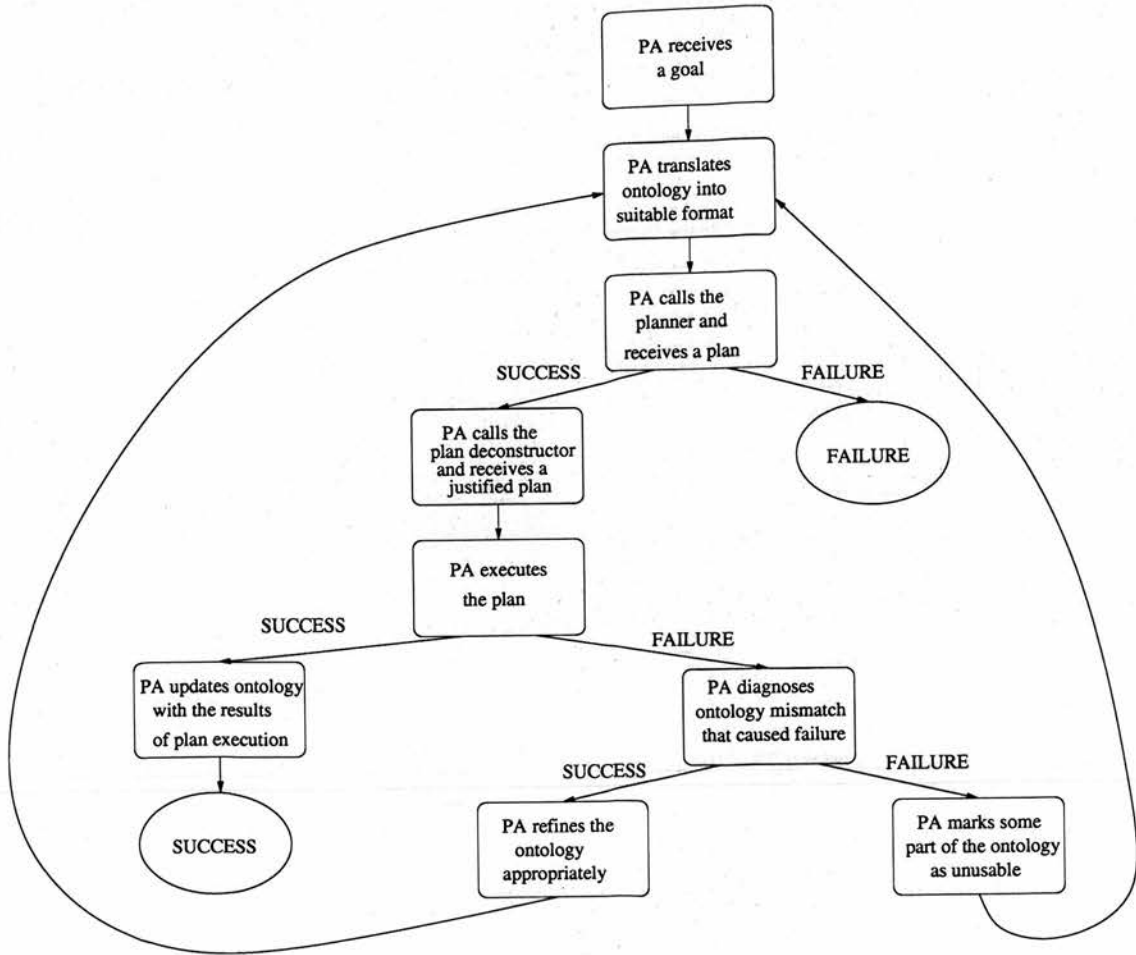 PA receives
a goal
PA translates
ontology into
suitable format
PA calls the
planner and
receives a plan
SUCCESS
FAILURE
PA calls the
plan deconstructor
and receives a
justified plan
FAILURE
PA executes
the plan
SUCCESS
FAILURE
PA updates ontology
with the results
of plan execution
PA diagnoses
ontology mismatch
that caused failure
SUCCESS
FAILURE
SUCCESS
PA refines the
ontology
appropriately
PA marks some
part of the ontology
as unusable